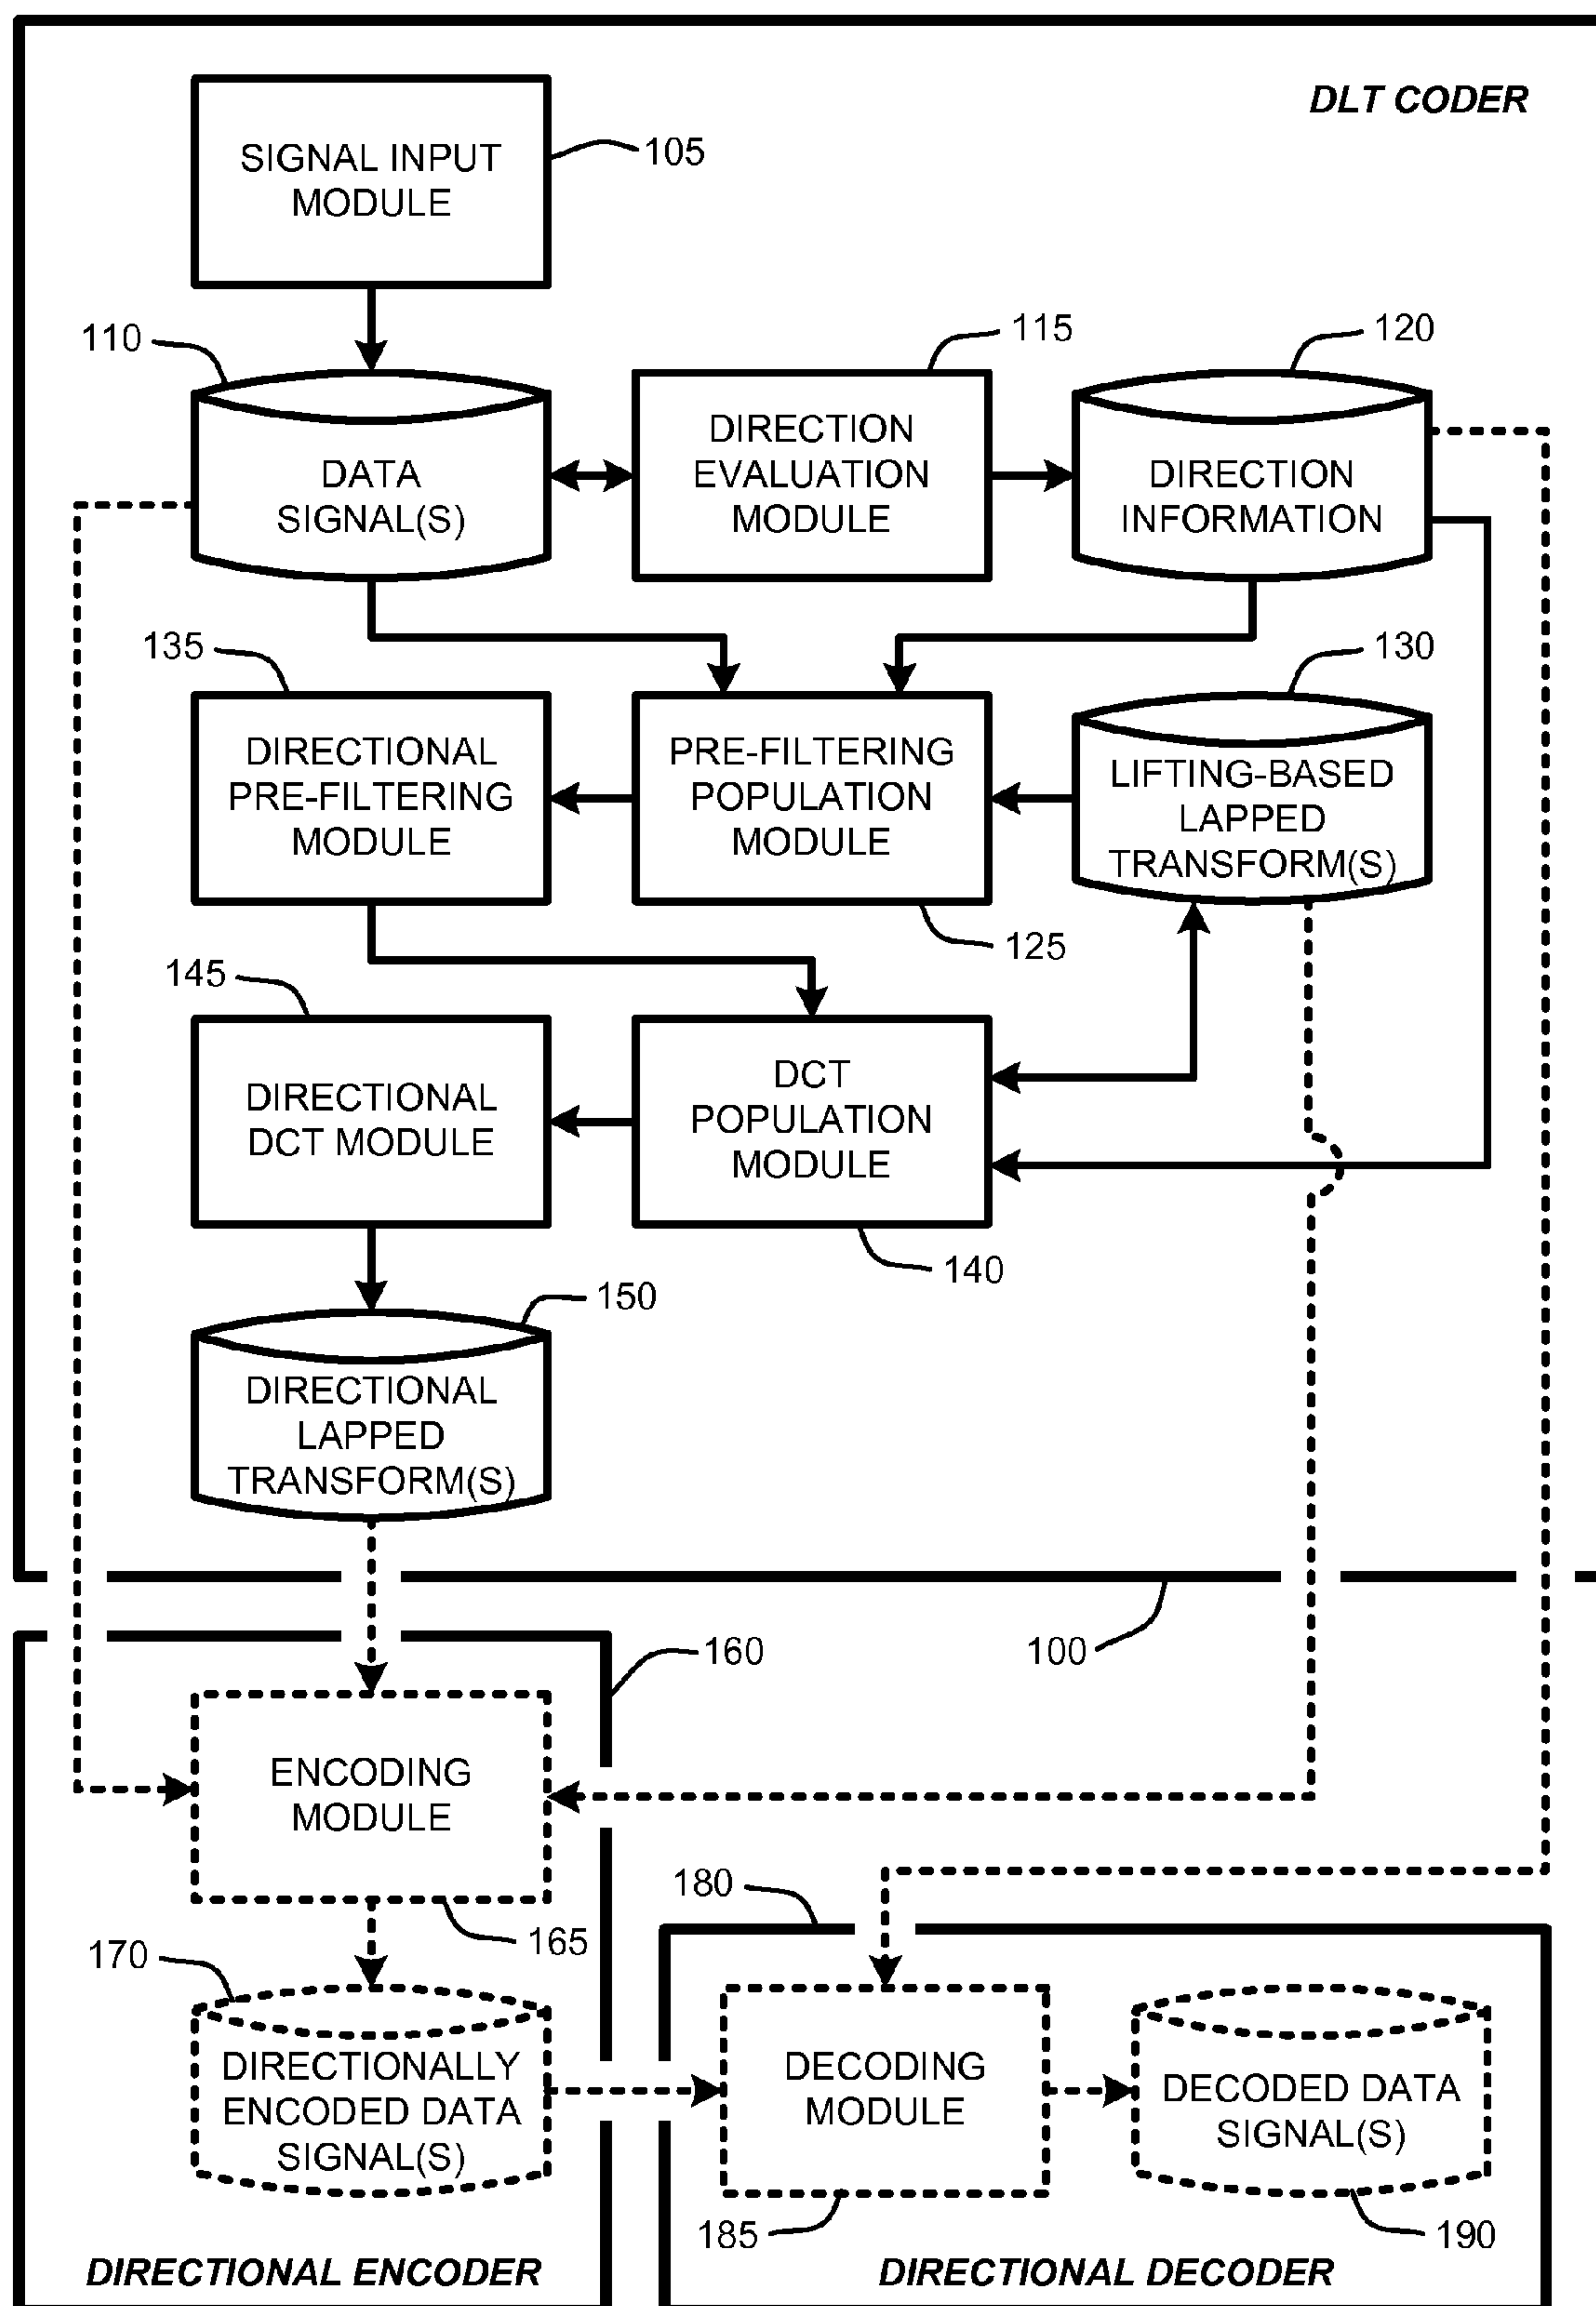 DLT CODER
SIGNAL INPUT
MODULE
105
110
115
120
DATA
SIGNAL(S)
DIRECTION
EVALUATION
MODULE
DIRECTION
INFORMATION
135
130
DIRECTIONAL
PRE-FILTERING
MODULE
PRE-FILTERING
POPULATION
MODULE
LIFTING-BASED
LAPPED
TRANSFORM(S)
125
145
DIRECTIONAL
DCT MODULE
DCT
POPULATION
MODULE
140
150
DIRECTIONAL
LAPPED
TRANSFORM(S)
160
100
ENCODING
MODULE
165
180
170
DIRECTIONALLY
ENCODED DATA
SIGNAL(S)
DECODING
MODULE
DECODED DATA
SIGNAL(S)
185
190
DIRECTIONAL ENCODER
DIRECTIONAL DECODER